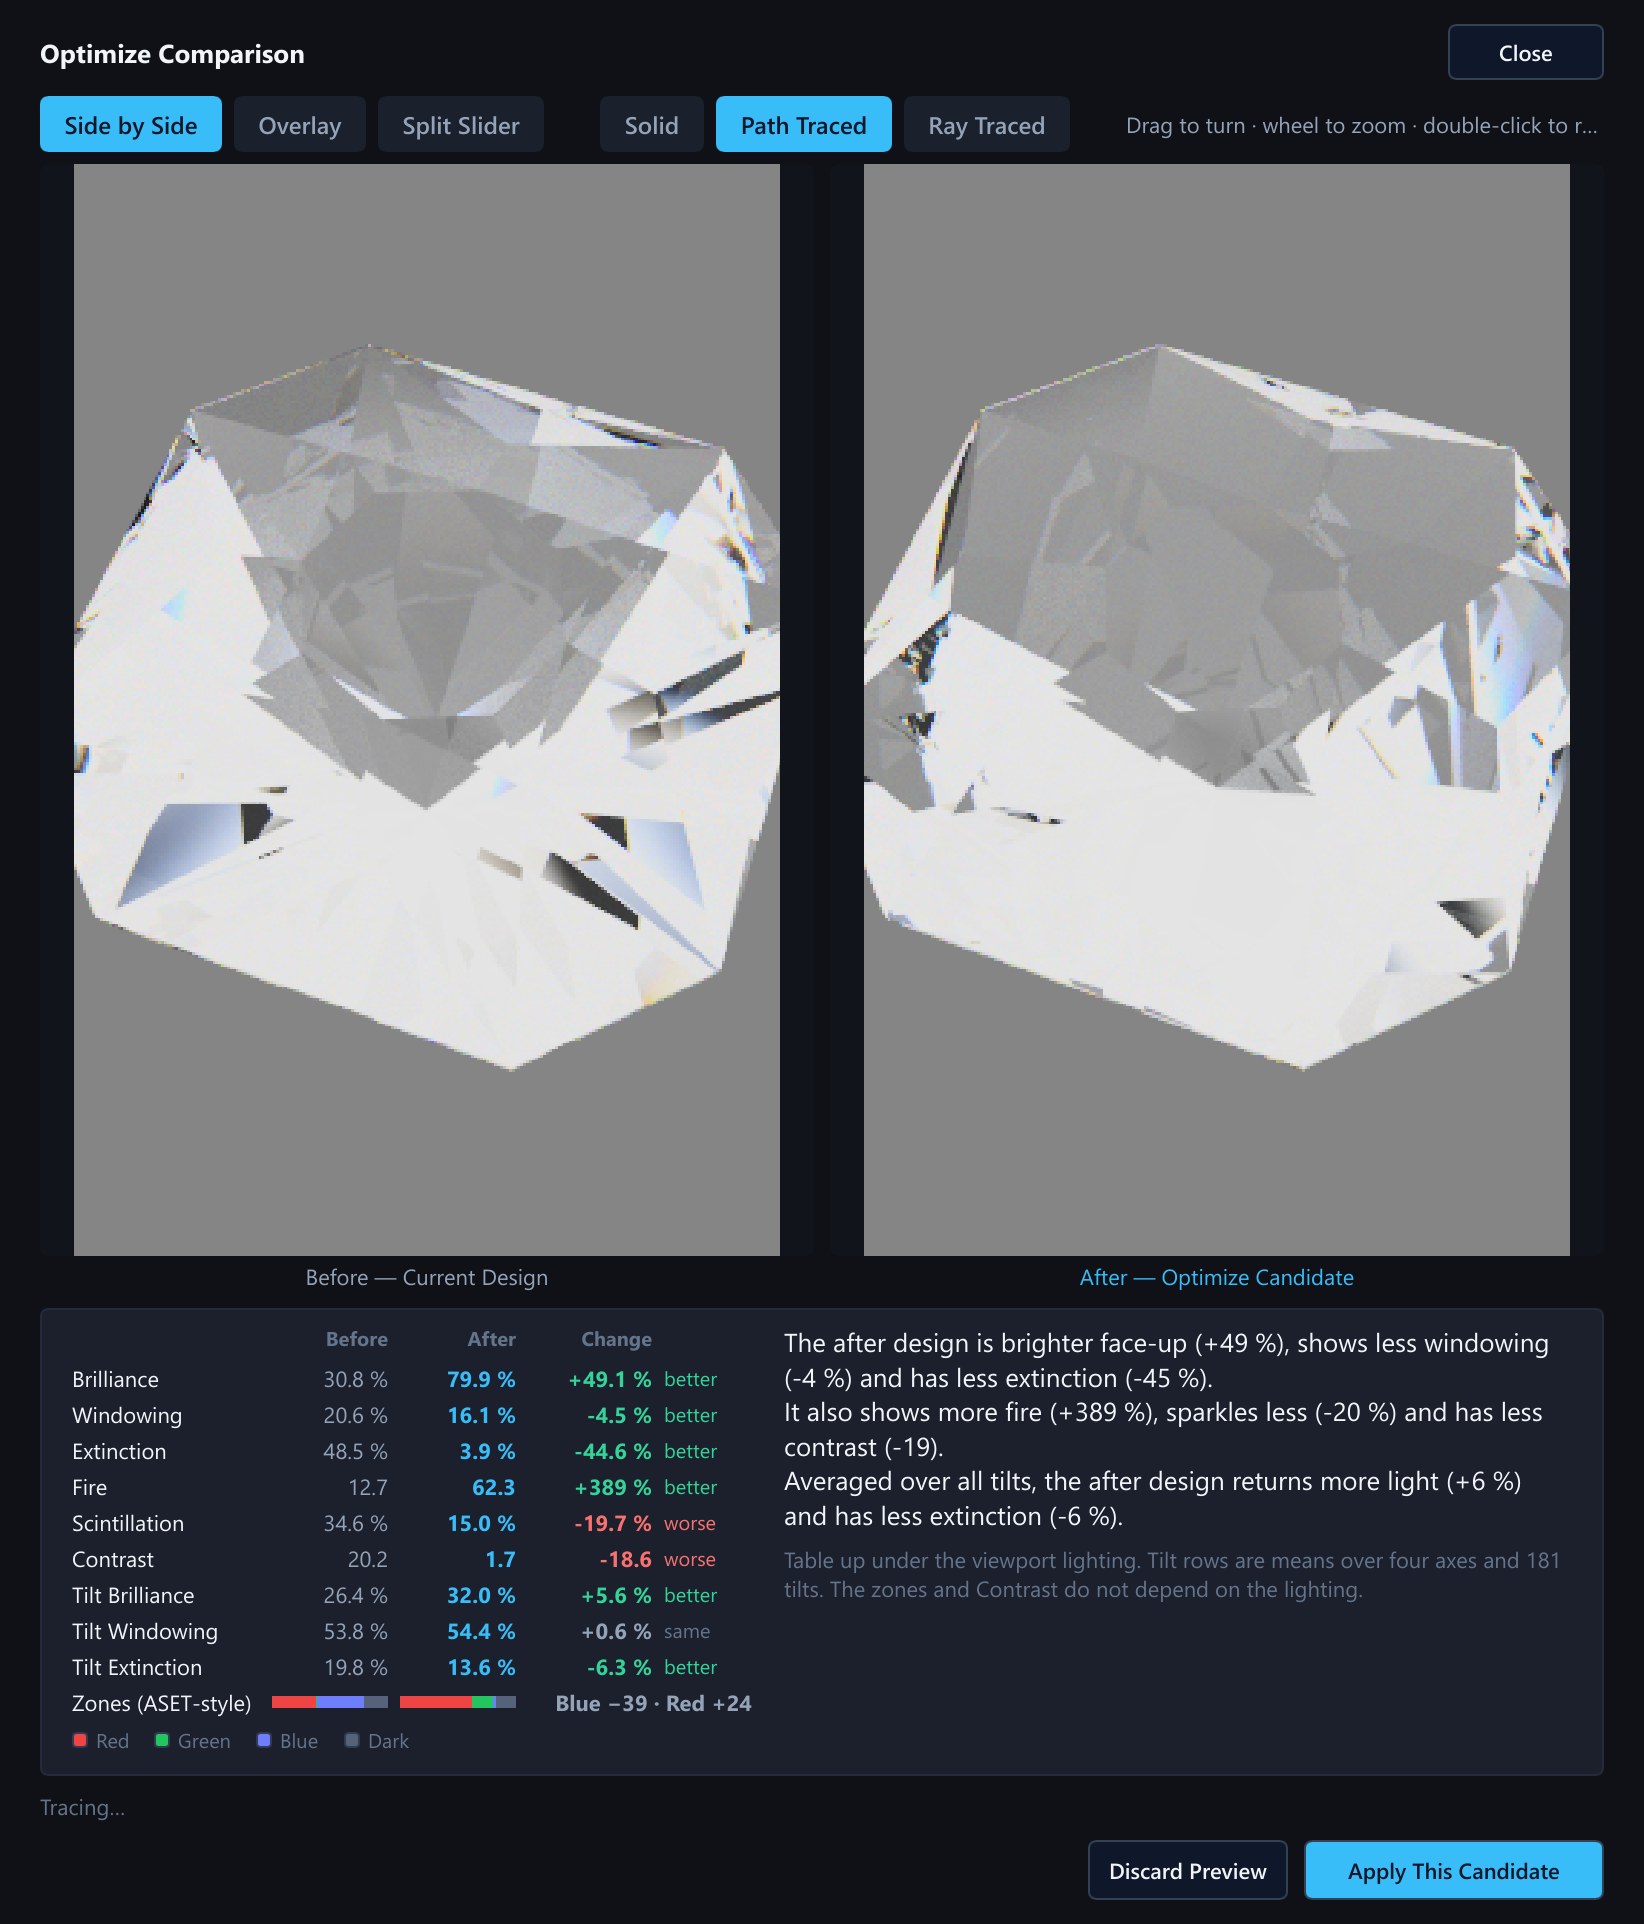 Optimize Comparison
Close
Side by Side
Overlay
Split Slider
Solid
Path Traced
Ray Traced
Drag to turn · wheel to zoom · double-click to r...
Before — Current Design
After — Optimize Candidate
Before After Change
Brilliance 30.8 % 79.9 % +49.1 % better
Windowing 20.6 % 16.1 % -4.5 % better
Extinction 48.5 % 3.9 % -44.6 % better
Fire 12.7 62.3 +389 % better
Scintillation 34.6 % 15.0 % -19.7 % worse
Contrast 20.2 1.7 -18.6 worse
Tilt Brilliance 26.4 % 32.0 % +5.6 % better
Tilt Windowing 53.8 % 54.4 % +0.6 % same
Tilt Extinction 19.8 % 13.6 % -6.3 % better
Zones (ASET-style) Blue −39 · Red +24
Red Green Blue Dark
The after design is brighter face-up (+49 %), shows less windowing
(-4 %) and has less extinction (-45 %).
It also shows more fire (+389 %), sparkles less (-20 %) and has less
contrast (-19).
Averaged over all tilts, the after design returns more light (+6 %)
and has less extinction (-6 %).
Table up under the viewport lighting. Tilt rows are means over four axes and 181
tilts. The zones and Contrast do not depend on the lighting.
Tracing...
Discard Preview
Apply This Candidate